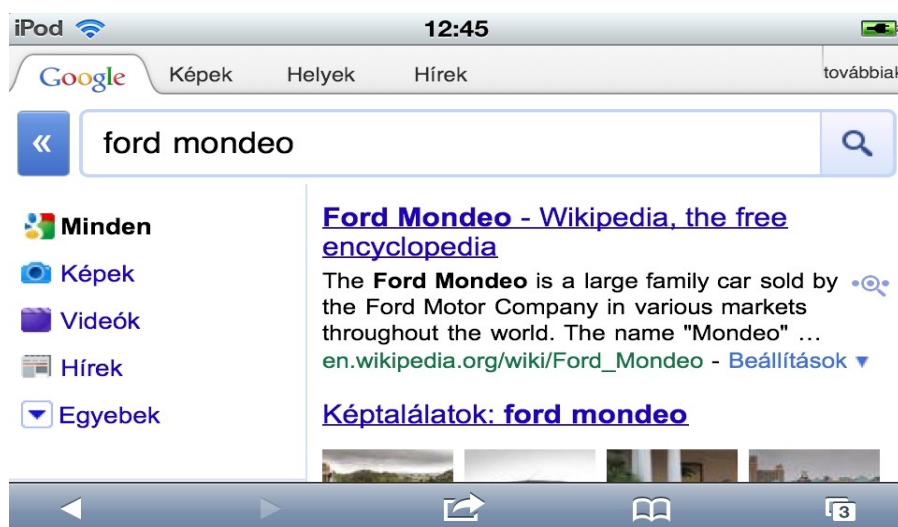 iPod 12:45
Google Képek Helyek Hírek továbbiak
« ford mondeo
Minden
Képek
Videók
Hírek
Egyebek
Ford Mondeo - Wikipedia, the free
encyclopedia
The Ford Mondeo is a large family car sold by
the Ford Motor Company in various markets
throughout the world. The name "Mondeo" ...
en.wikipedia.org/wiki/Ford_Mondeo - Beállítások ▼
Képtalálatok: ford mondeo
3